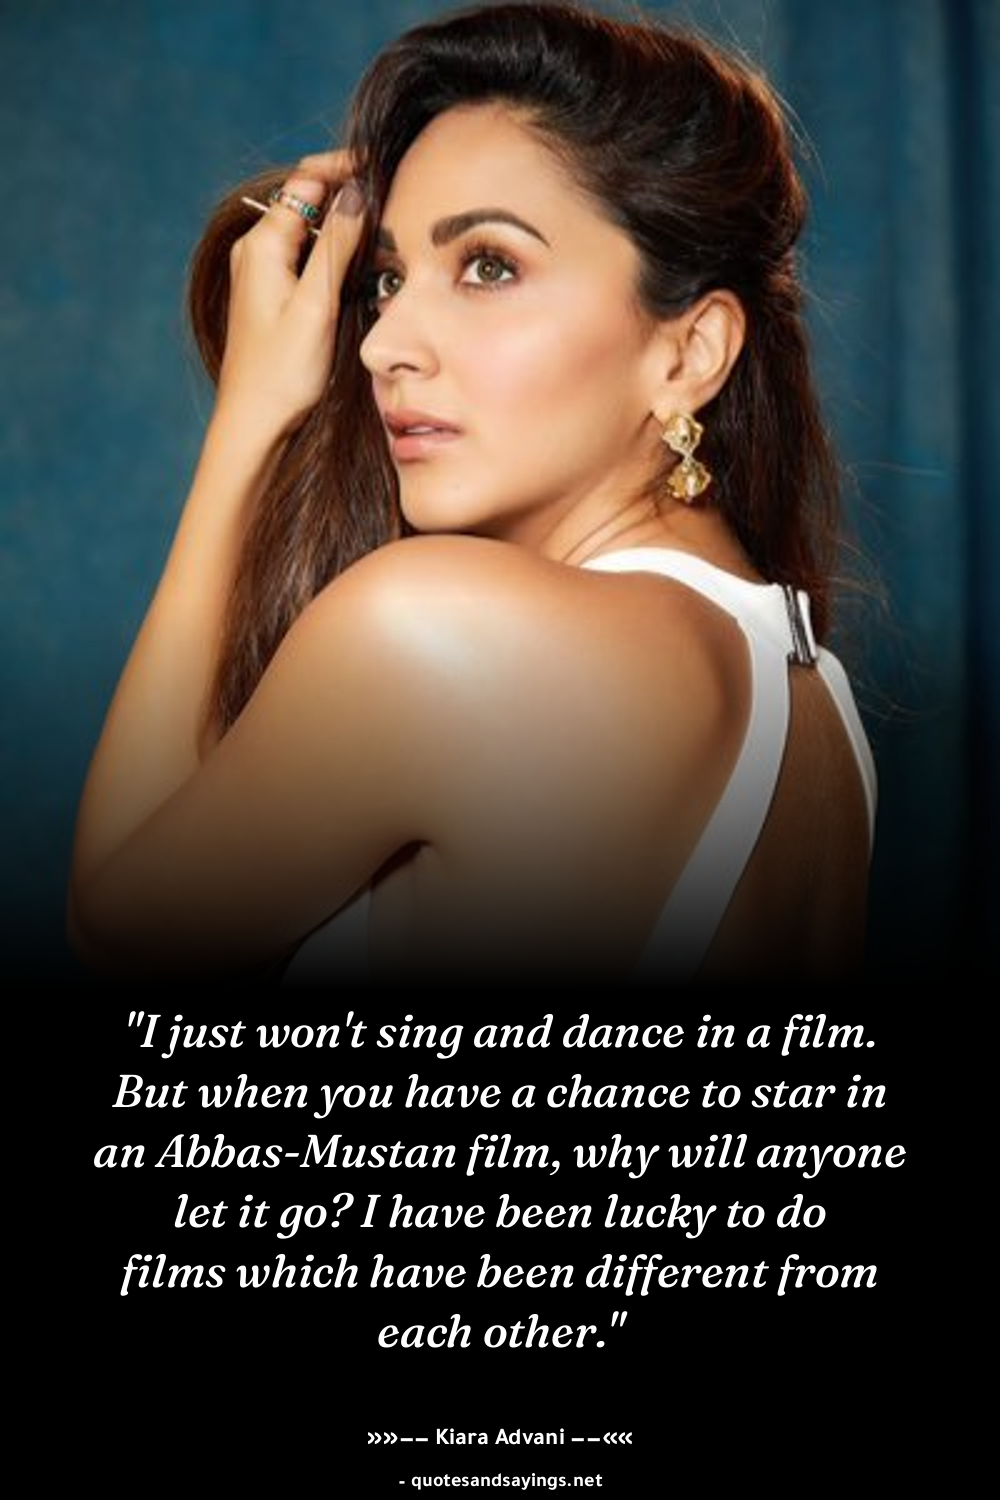 "I just won't sing and dance in a film.
But when you have a chance to star in
an Abbas-Mustan film, why will anyone
let it go? I have been lucky to do
films which have been different from
each other."
»»−− Kiara Advani −−««
- quotesandsayings.net